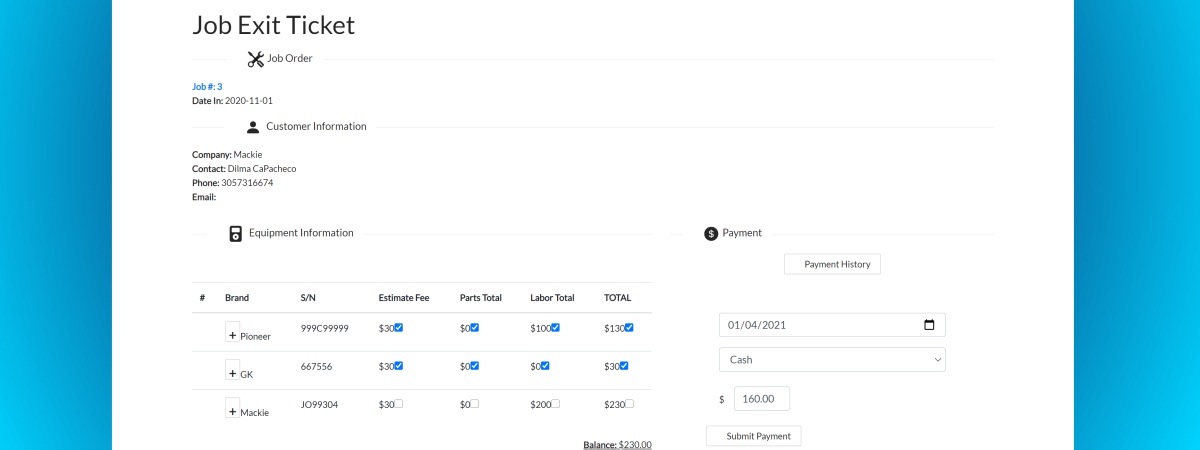 Job Exit Ticket
Job Order
Job #: 3
Date In: 2020-11-01
Customer Information
Company: Mackie
Contact: Dilma CaPacheco
Phone: 3057316674
Email:
Equipment Information
# Brand S/N Estimate Fee Parts Total Labor Total TOTAL
+ Pioneer 999C99999 $30 $0 $100 $130
+ GK 667556 $30 $0 $0 $30
+ Mackie JO99304 $30 $0 $200 $230
Balance: $230.00
$ Payment
Payment History
01/04/2021
Cash
$ 160.00
Submit Payment